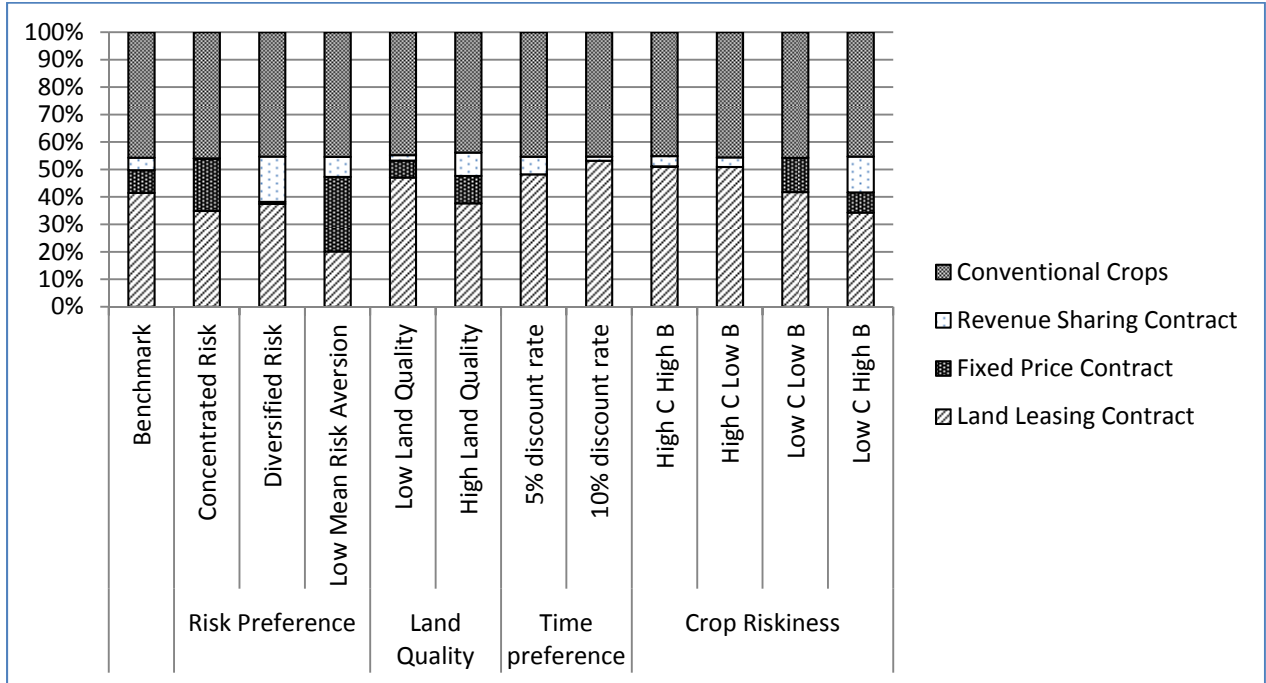 100%
90%
80%
70%
60%
50%
40%
30%
20%
10%
0%
Benchmark
Concentrated Risk
Diversified Risk
Low Mean Risk Aversion
Low Land Quality
High Land Quality
5% discount rate
10% discount rate
High C High B
High C Low B
Low C Low B
Low C High B
Risk Preference
Land
Quality
Time
preference
Crop Riskiness
Conventional Crops
Revenue Sharing Contract
Fixed Price Contract
Land Leasing Contract